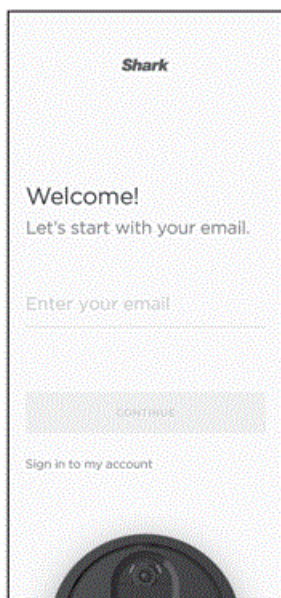 Shark
Welcome!
Let's start with your email.
Enter your email
CONTINUE
Sign in to my account